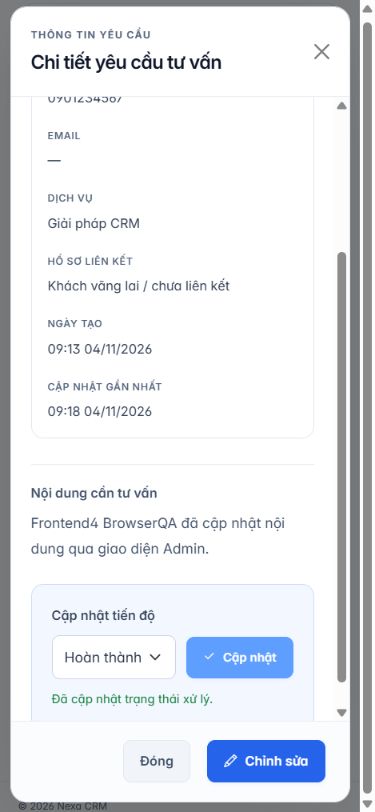 THÔNG TIN YÊU CẦU
Chi tiết yêu cầu tư vấn
0901234567
EMAIL
—
DỊCH VỤ
Giải pháp CRM
HỒ SƠ LIÊN KẾT
Khách vãng lai / chưa liên kết
NGÀY TẠO
09:13 04/11/2026
CẬP NHẬT GẦN NHẤT
09:18 04/11/2026
Nội dung cần tư vấn
Frontend4 BrowserQA đã cập nhật nội
dung qua giao diện Admin.
Cập nhật tiến độ
Hoàn thành
Cập nhật
Đã cập nhật trạng thái xử lý.
Đóng
Chỉnh sửa
© 2026 Nexa CRM